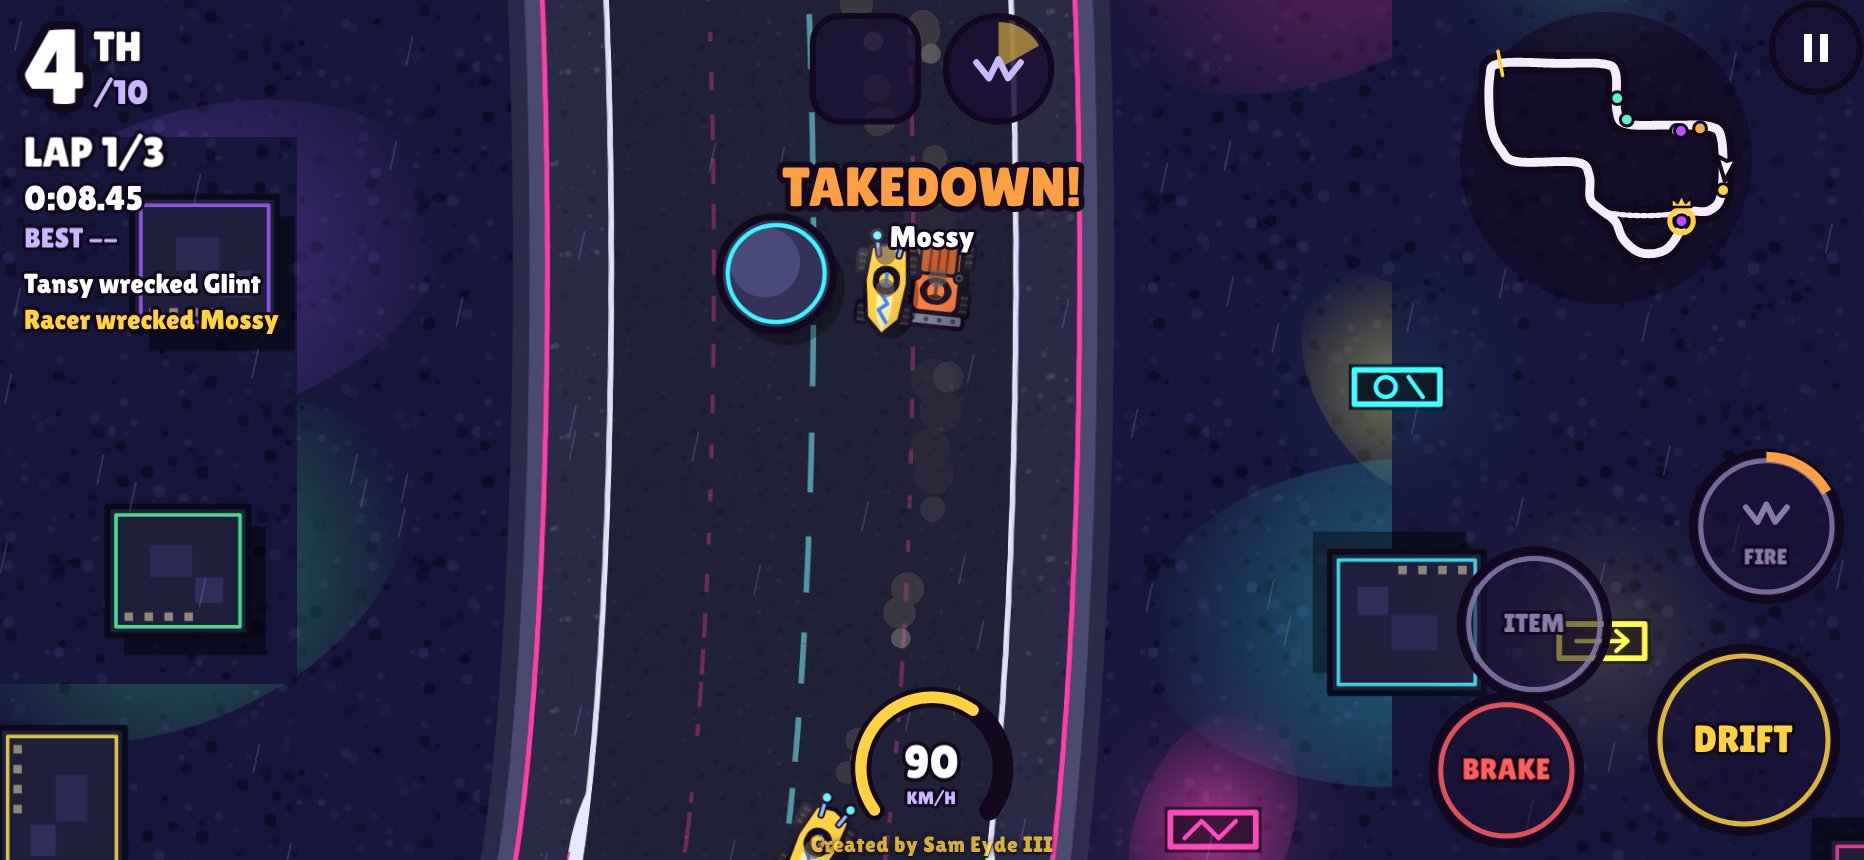 4TH
/10
LAP 1/3
0:08.45
BEST --
Tansy wrecked Glint
Racer wrecked Mossy
TAKEDOWN!
Mossy
FIRE
ITEM
DRIFT
BRAKE
90
KM/H
Created by Sam Eyde III